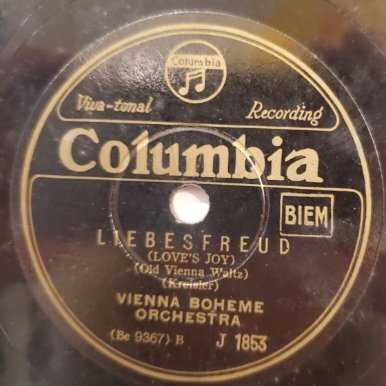 Columbia
Viva-tonal Recording
Columbia
BIEM
LIEBESFREUD
(LOVE'S JOY)
(Old Vienna Waltz)
(Kreisler)
VIENNA BOHEME
ORCHESTRA
(Be 9367) B J 1853